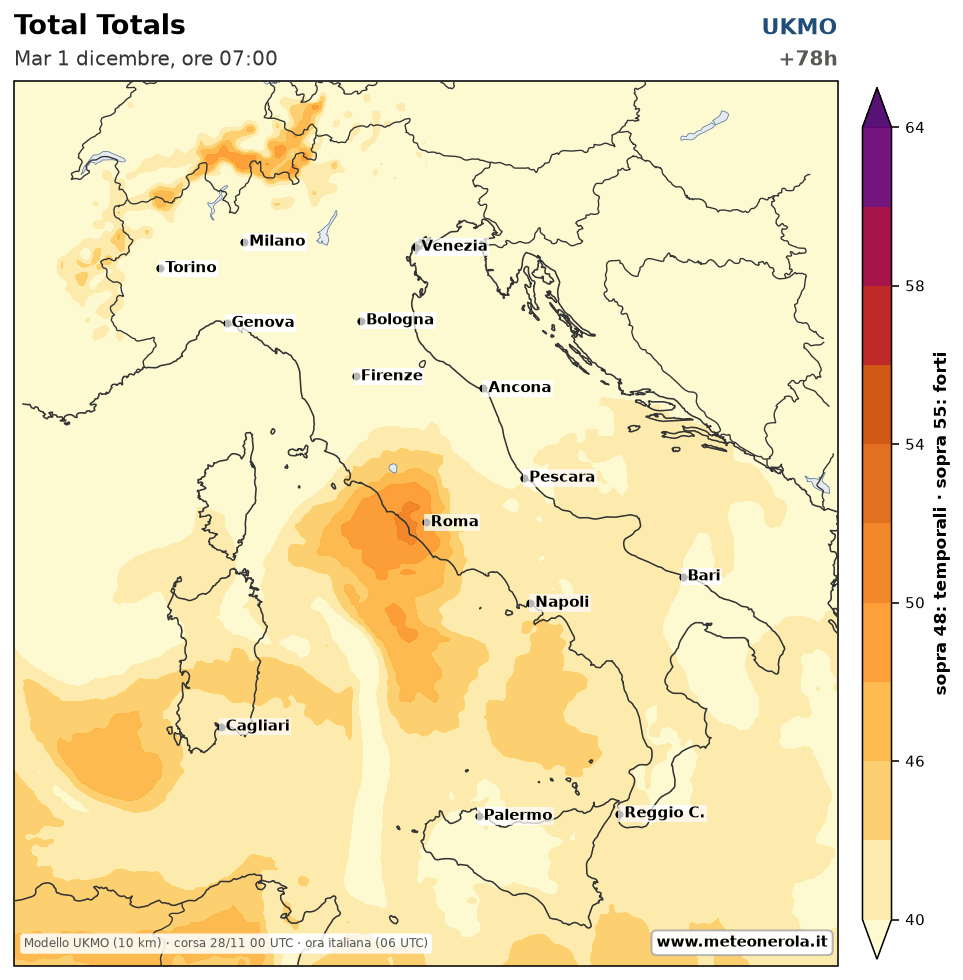 Total Totals
UKMO
Mar 1 dicembre, ore 07:00
+78h
Milano
Venezia
Torino
Genova
Bologna
Firenze
Ancona
Pescara
Roma
Bari
Napoli
Cagliari
Palermo
Reggio C.
64
58
54
50
46
40
sopra 48: temporali · sopra 55: forti
Modello UKMO (10 km) · corsa 28/11 00 UTC · ora italiana (06 UTC)
www.meteonerola.it